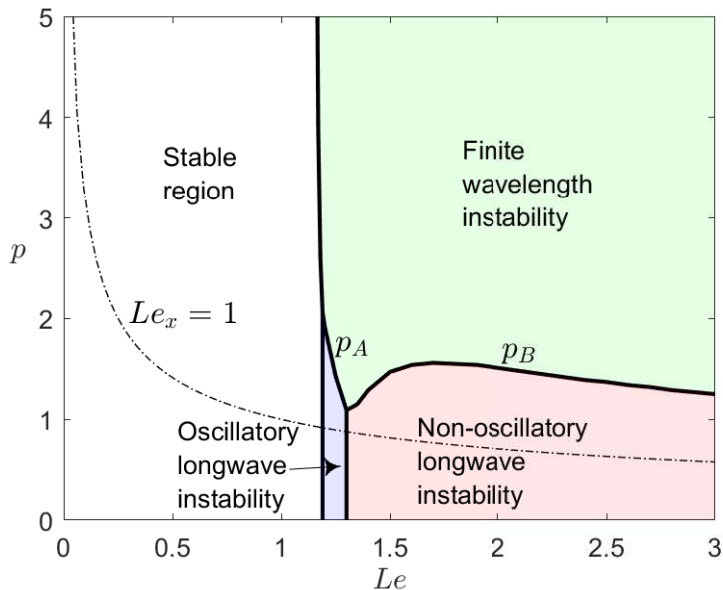 5
4
3
2
1
0
p
Stable
region
Finite
wavelength
instability
Le_x = 1
p_A
p_B
Oscillatory
longwave
instability
Non-oscillatory
longwave
instability
0
0.5
1
1.5
2
2.5
3
Le